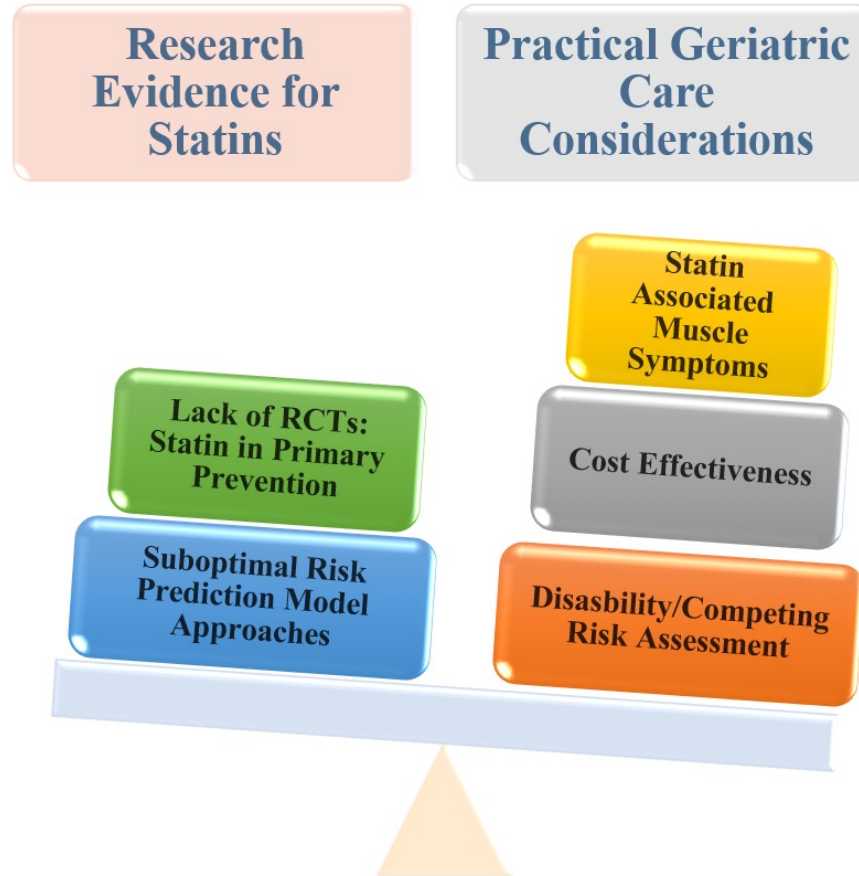 Research
Evidence for
Statins
Practical Geriatric
Care
Considerations
Lack of RCTs:
Statin in Primary
Prevention
Suboptimal Risk
Prediction Model
Approaches
Statin
Associated
Muscle
Symptoms
Cost Effectiveness
Disasbility/Competing
Risk Assessment